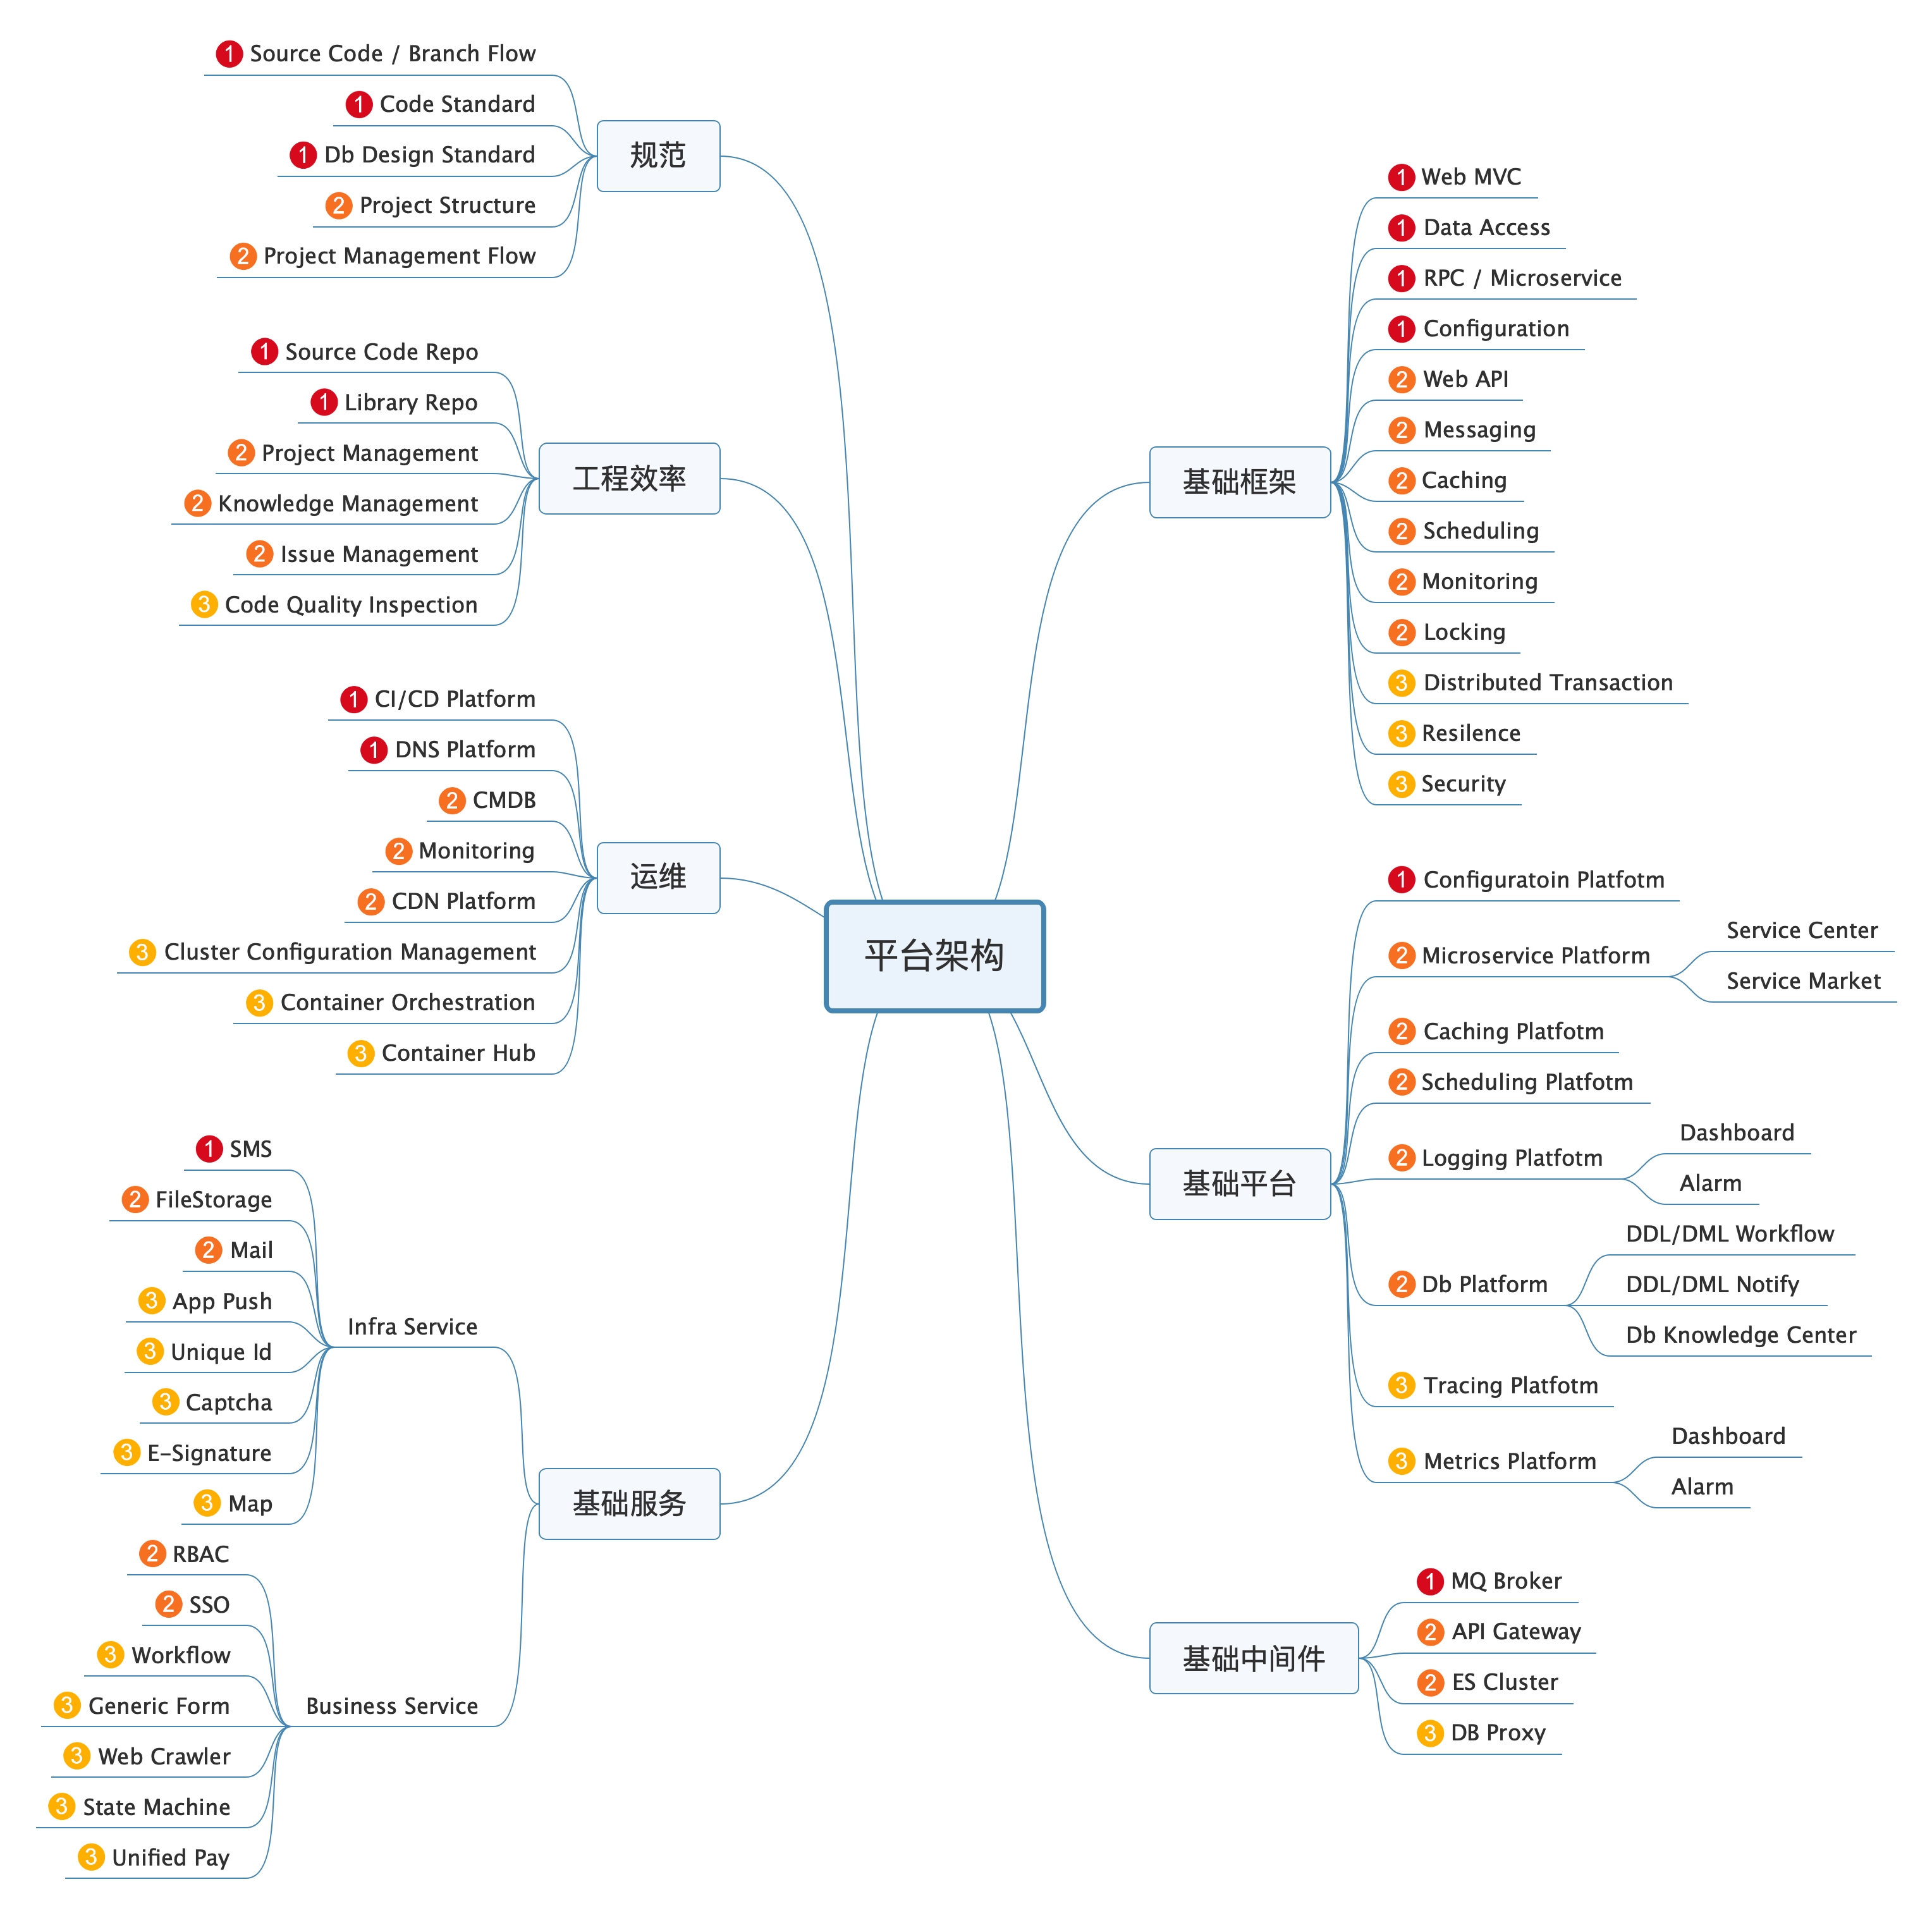 平台架构
规范
1 Source Code / Branch Flow
1 Code Standard
1 Db Design Standard
2 Project Structure
2 Project Management Flow
工程效率
1 Source Code Repo
1 Library Repo
2 Project Management
2 Knowledge Management
2 Issue Management
3 Code Quality Inspection
运维
1 CI/CD Platform
1 DNS Platform
2 CMDB
2 Monitoring
2 CDN Platform
3 Cluster Configuration Management
3 Container Orchestration
3 Container Hub
基础服务
Infra Service
1 SMS
2 FileStorage
2 Mail
3 App Push
3 Unique Id
3 Captcha
3 E-Signature
3 Map
Business Service
2 RBAC
2 SSO
3 Workflow
3 Generic Form
3 Web Crawler
3 State Machine
3 Unified Pay
基础框架
1 Web MVC
1 Data Access
1 RPC / Microservice
1 Configuration
2 Web API
2 Messaging
2 Caching
2 Scheduling
2 Monitoring
2 Locking
3 Distributed Transaction
3 Resilence
3 Security
基础平台
1 Configuratoin Platfotm
2 Microservice Platform
Service Center
Service Market
2 Caching Platfotm
2 Scheduling Platfotm
2 Logging Platfotm
Dashboard
Alarm
2 Db Platform
DDL/DML Workflow
DDL/DML Notify
Db Knowledge Center
3 Tracing Platfotm
3 Metrics Platform
Dashboard
Alarm
基础中间件
1 MQ Broker
2 API Gateway
2 ES Cluster
3 DB Proxy